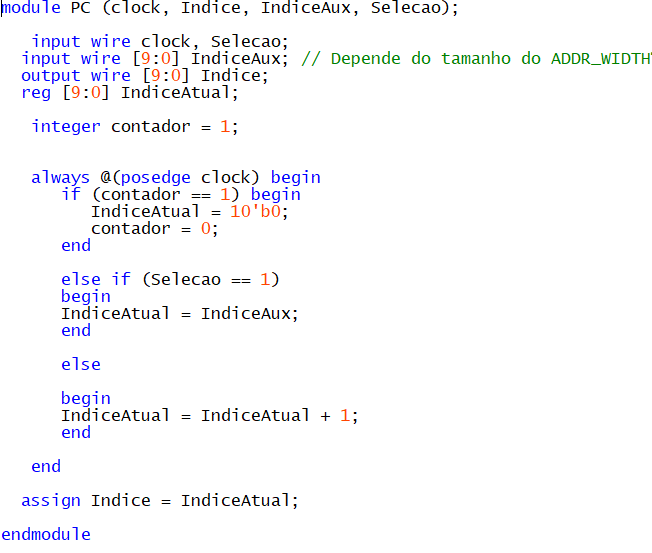 module PC (clock, Indice, IndiceAux, Selecao);
input wire clock, Selecao;
input wire [9:0] IndiceAux; // Depende do tamanho do ADDR_WIDTH
output wire [9:0] Indice;
reg [9:0] IndiceAtual;
integer contador = 1;
always @(posedge clock) begin
if (contador == 1) begin
IndiceAtual = 10'b0;
contador = 0;
end
else if (Selecao == 1)
begin
IndiceAtual = IndiceAux;
end
else
begin
IndiceAtual = IndiceAtual + 1;
end
end
assign Indice = IndiceAtual;
endmodule